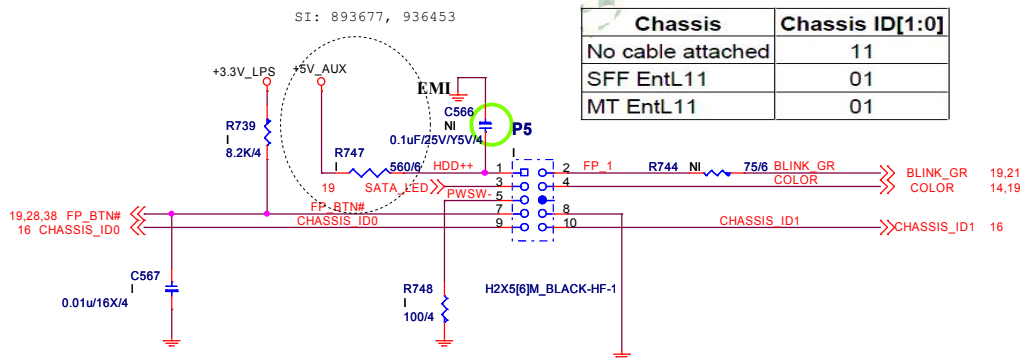 SI: 893677, 936453
Chassis Chassis ID[1:0]
No cable attached 11
SFF EntL11 01
MT EntL11 01
+3.3V_LPS +5V_AUX
EMI
C566
NI
0.1uF/25V/Y5V/4
P5
I
R739
I
8.2K/4
R747
I
560/6 HDD++ 1
2 FP_1 R744 NI 75/6 BLINK_GR
BLINK_GR 19,21
19 SATA_LED 3
4 COLOR
COLOR 14,19
PWSW- 5
19,28,38 FP_BTN# FP_BTN# 7
8
16 CHASSIS_ID0 CHASSIS_ID0 9
10 CHASSIS_ID1 CHASSIS_ID1 16
C567
I
0.01u/16X/4
R748
I
100/4
H2X5[6]M_BLACK-HF-1